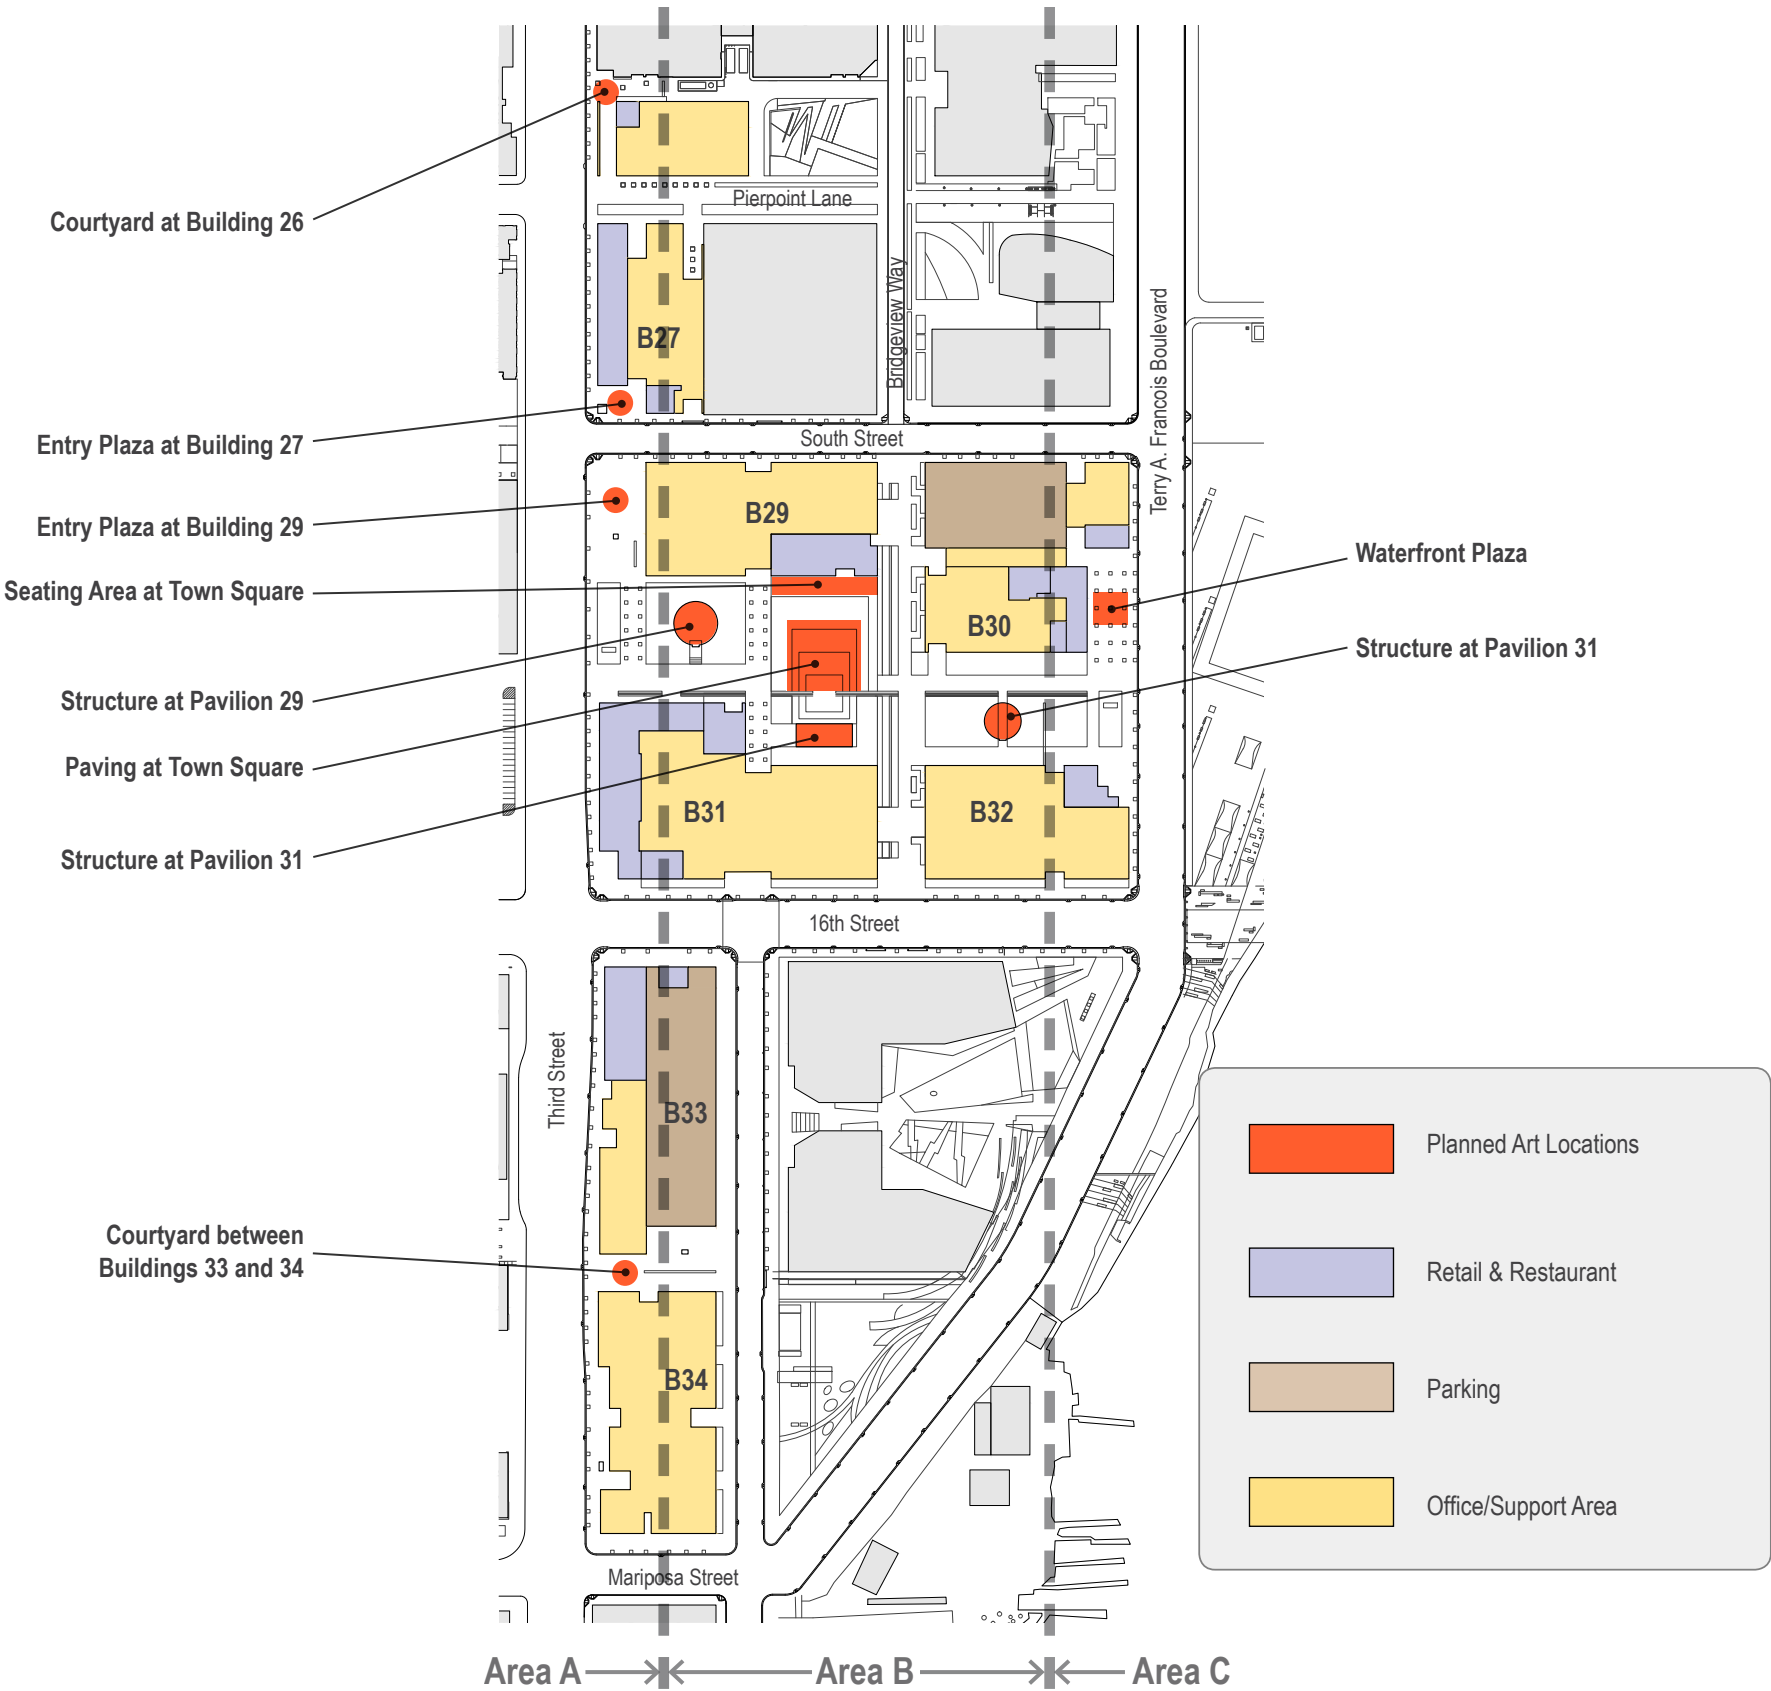 Courtyard at Building 26
Pierpoint Lane
Bridgeview Way
Terry A. Francois Boulevard
B27
Entry Plaza at Building 27
South Street
Entry Plaza at Building 29
B29
Seating Area at Town Square
Waterfront Plaza
B30
Structure at Pavilion 31
Structure at Pavilion 29
Paving at Town Square
B31
B32
Structure at Pavilion 31
16th Street
Third Street
B33
Planned Art Locations
Courtyard between
Buildings 33 and 34
Retail & Restaurant
B34
Parking
Office/Support Area
Mariposa Street
Area A
Area B
Area C